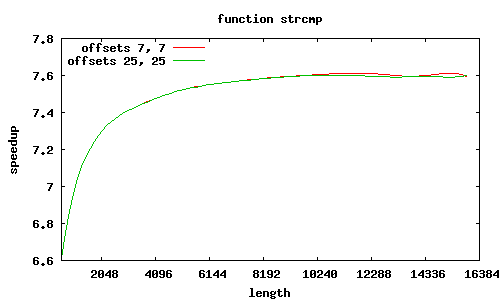 function strcmp
offsets 7, 7
offsets 25, 25
7.8
7.6
7.4
7.2
7
6.8
6.6
speedup
2048 4096 6144 8192 10240 12288 14336 16384
length